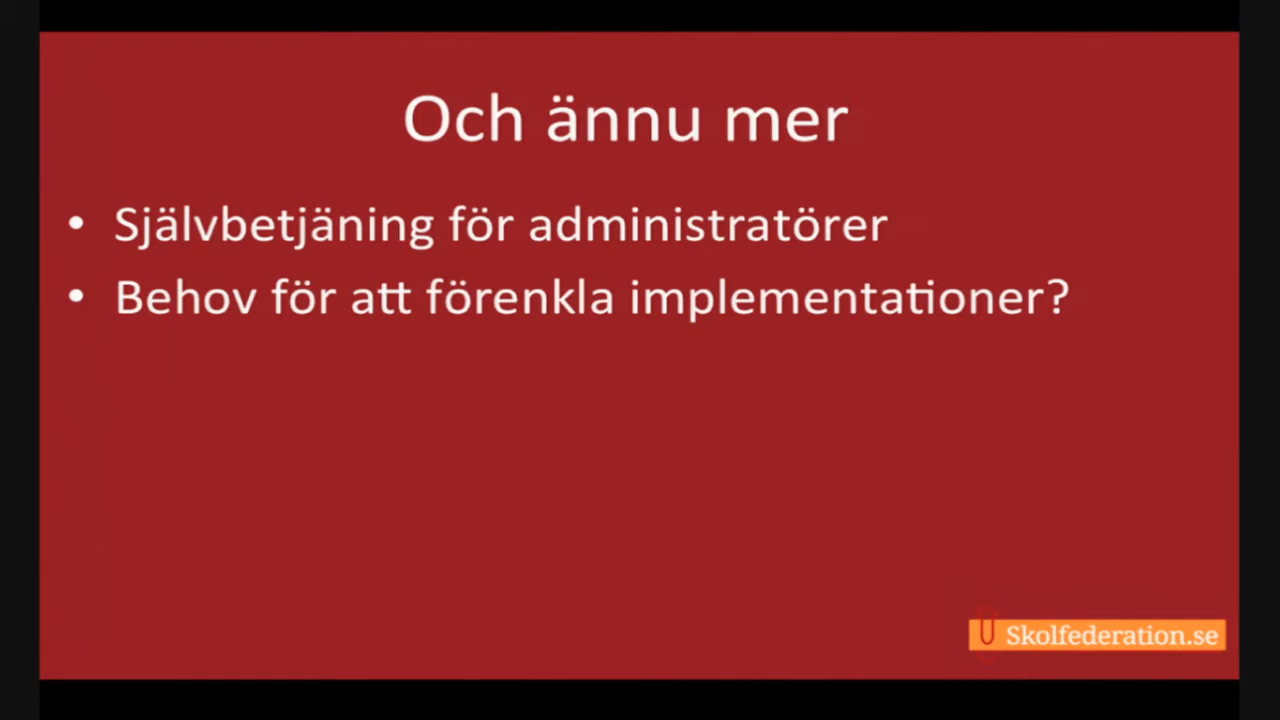 Och ännu mer
• Självbetjäning för administratörer
• Behov för att förenkla implementationer?
Skolfederation.se